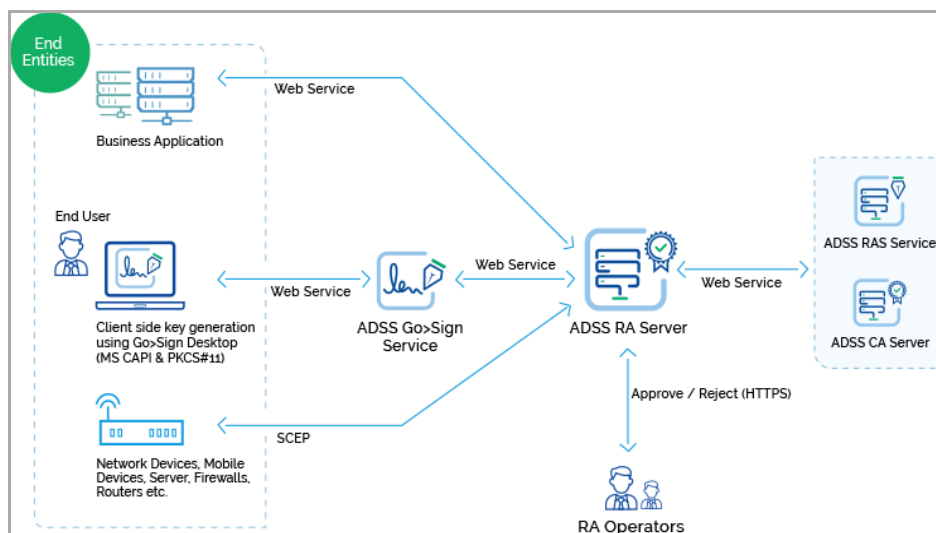 End
Entities
Business Application
Web Service
End User
Client side key generation
using Go>Sign Desktop
(MS CAPI & PKCS#11)
Web Service
ADSS Go>Sign
Service
Web Service
ADSS RA Server
Web Service
ADSS RAS Service
ADSS CA Server
Approve / Reject (HTTPS)
SCEP
Network Devices, Mobile
Devices, Server, Firewalls,
Routers etc.
RA Operators